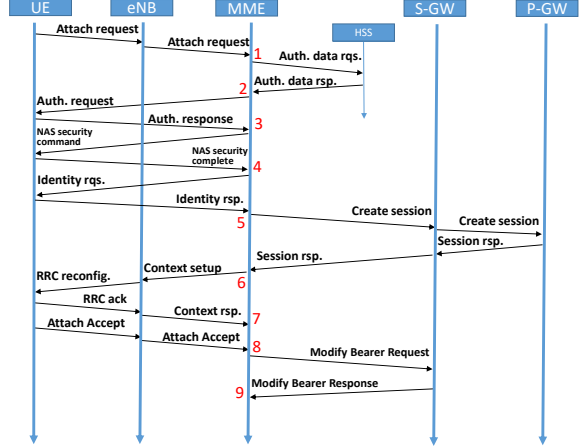 UE eNB MME S-GW P-GW
HSS
Attach request
Attach request
1
Auth. data rqs.
Auth. data rsp.
2
Auth. request
Auth. response
3
NAS security
command
NAS security
complete
4
Identity rqs.
Identity rsp.
5
Create session
Create session
Session rsp.
Session rsp.
6
Context setup
RRC reconfig.
RRC ack
Context rsp.
7
Attach Accept
Attach Accept
8
Modify Bearer Request
9
Modify Bearer Response